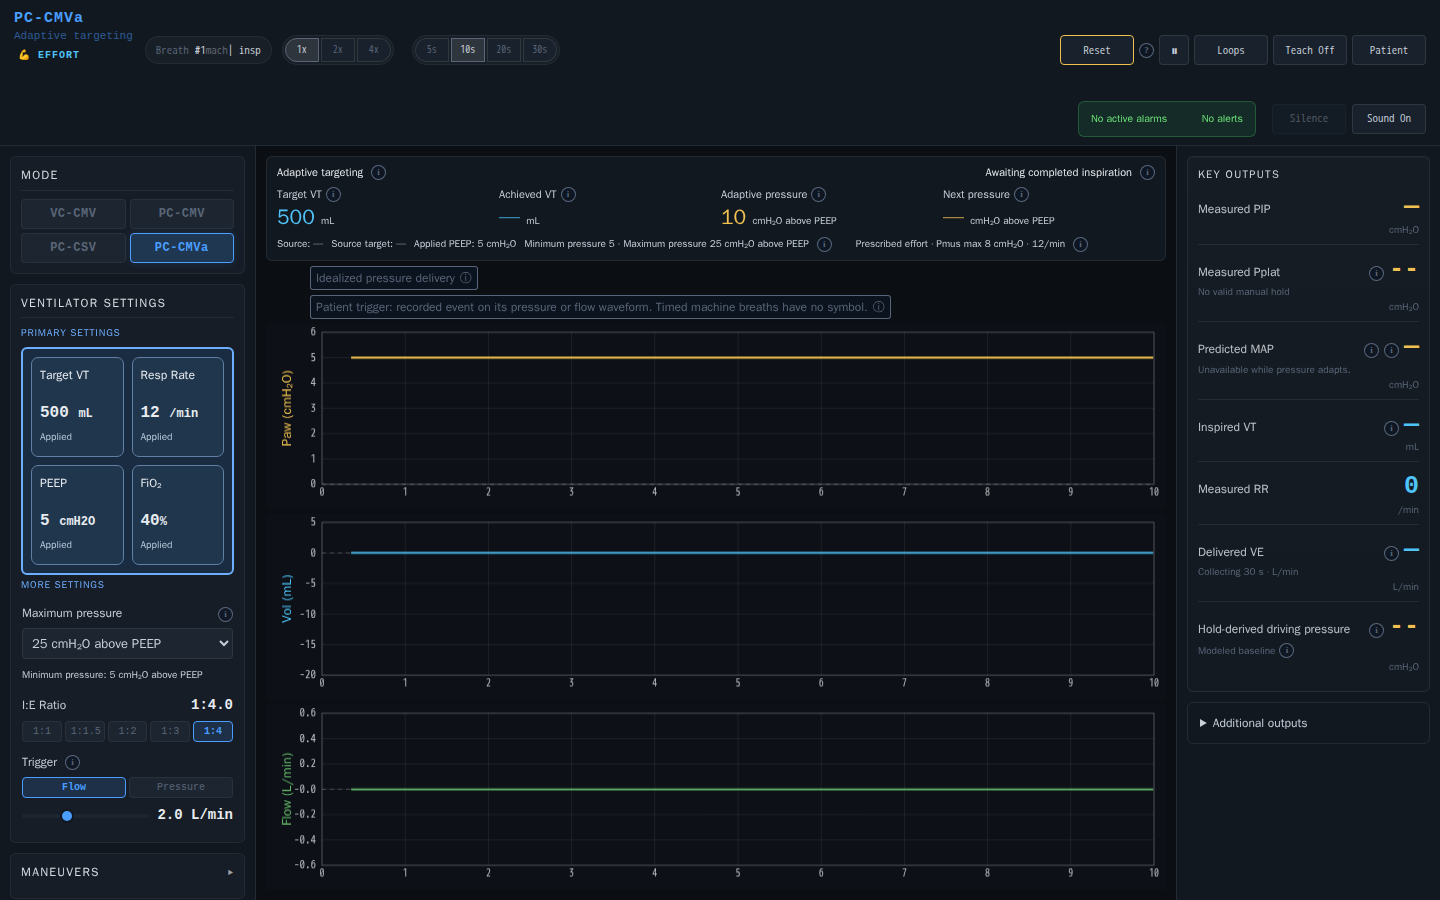 PC-CMVa
Adaptive targeting
💪 EFFORT
Breath #1 mach insp
1x 2x 4x
5s 10s 20s 30s
Reset ? ⏸ Loops Teach Off Patient
No active alarms No alerts
Silence Sound On
MODE
VC-CMV PC-CMV
PC-CSV PC-CMVa
VENTILATOR SETTINGS
PRIMARY SETTINGS
Target VT
500 mL
Applied
Resp Rate
12 /min
Applied
PEEP
5 cmH2O
Applied
FiO₂
40%
Applied
MORE SETTINGS
Maximum pressure i
25 cmH₂O above PEEP
Minimum pressure: 5 cmH₂O above PEEP
I:E Ratio 1:4.0
1:1 1:1.5 1:2 1:3 1:4
Trigger i
Flow Pressure
2.0 L/min
MANEUVERS ▸
Adaptive targeting i Awaiting completed inspiration i
Target VT i Achieved VT i Adaptive pressure i Next pressure i
500 mL — mL 10 cmH₂O above PEEP — cmH₂O above PEEP
Source: — Source target: — Applied PEEP: 5 cmH₂O Minimum pressure 5 · Maximum pressure 25 cmH₂O above PEEP i Prescribed effort · Pmus max 8 cmH₂O · 12/min i
Idealized pressure delivery ⓘ
Patient trigger: recorded event on its pressure or flow waveform. Timed machine breaths have no symbol. ⓘ
Paw (cmH₂O)
6
5
4
3
2
1
0
0 1 2 3 4 5 6 7 8 9 10
Vol (mL)
5
0
-5
-10
-15
-20
0 1 2 3 4 5 6 7 8 9 10
Flow (L/min)
0.6
0.4
0.2
-0.0
-0.2
-0.4
-0.6
0 1 2 3 4 5 6 7 8 9 10
KEY OUTPUTS
Measured PIP —
cmH₂O
Measured Pplat i --
No valid manual hold
cmH₂O
Predicted MAP i i —
Unavailable while pressure adapts.
cmH₂O
Inspired VT i —
mL
Measured RR 0
/min
Delivered VE i —
Collecting 30 s · L/min
L/min
Hold-derived driving pressure i --
Modeled baseline i
cmH₂O
▶ Additional outputs